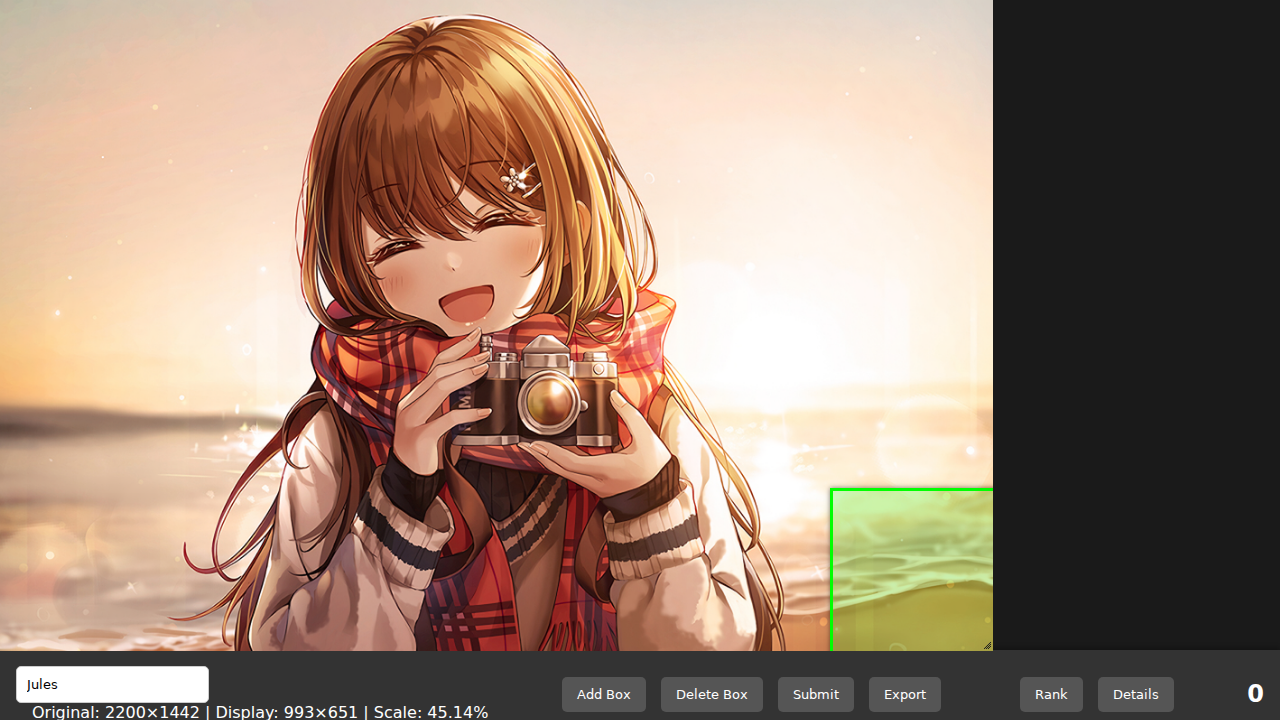 Jules
Original: 2200×1442 | Display: 993×651 | Scale: 45.14%
Add Box
Delete Box
Submit
Export
Rank
Details
0